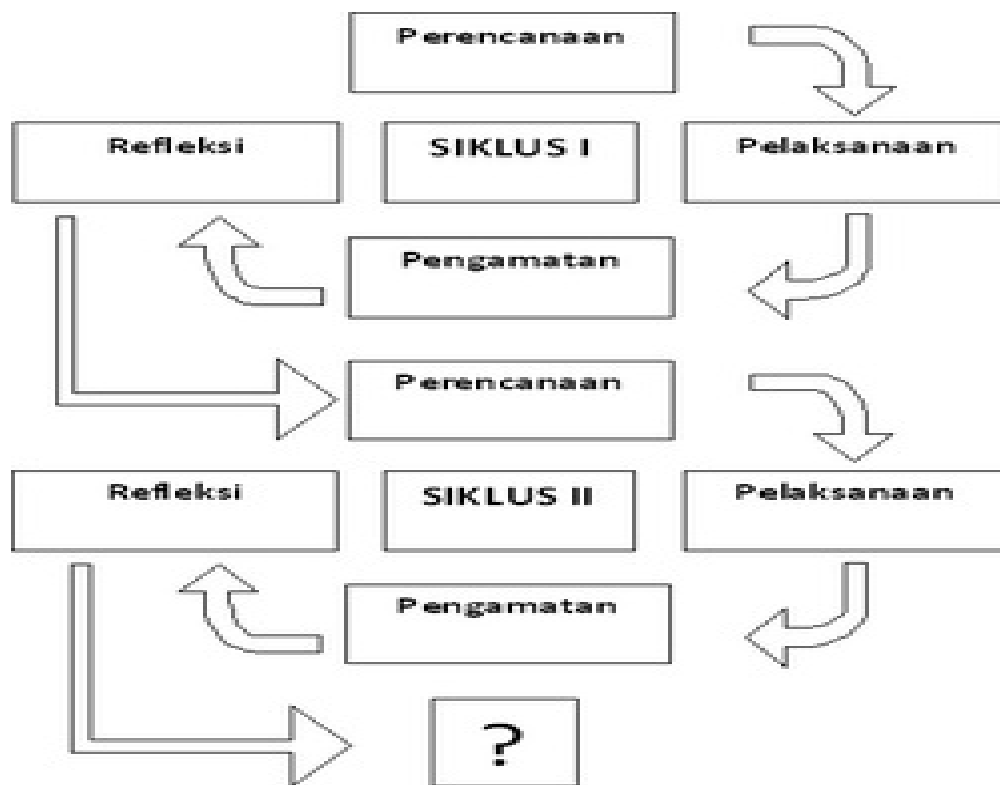 Perencanaan
Refleksi
SIKLUS I
Pelaksanaan
Pengamatan
Perencanaan
Refleksi
SIKLUS II
Pelaksanaan
Pengamatan
?